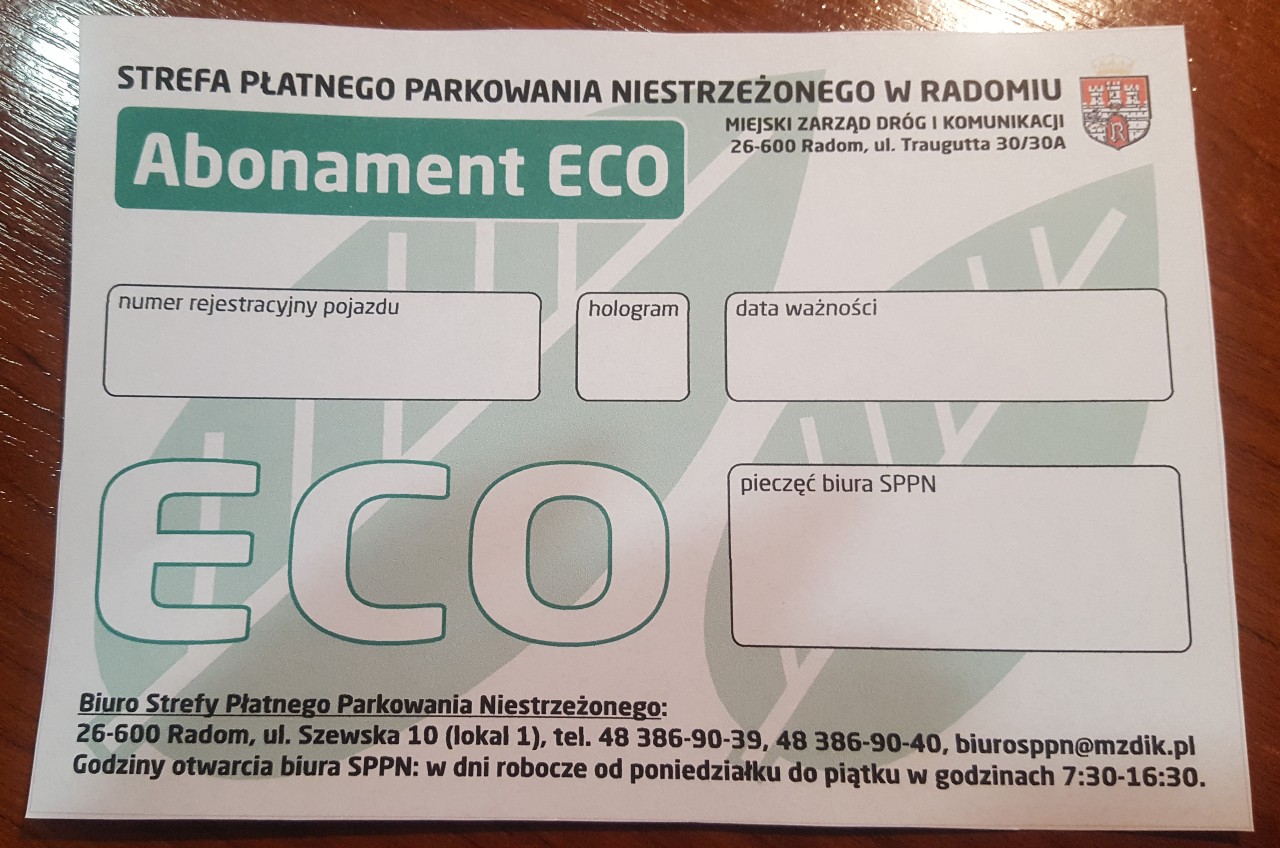 STREFA PŁATNEGO PARKOWANIA NIESTRZEŻONEGO W RADOMIU
MIEJSKI ZARZĄD DRÓG I KOMUNIKACJI
26-600 Radom, ul. Traugutta 30/30A
R
Abonament ECO
numer rejestracyjny pojazdu
hologram
data ważności
ECO
pieczęć biura SPPN
Biuro Strefy Płatnego Parkowania Niestrzeżonego:
26-600 Radom, ul. Szewska 10 (lokal 1), tel. 48 386-90-39, 48 386-90-40, biurosppn@mzdik.pl
Godziny otwarcia biura SPPN: w dni robocze od poniedziałku do piątku w godzinach 7:30-16:30.